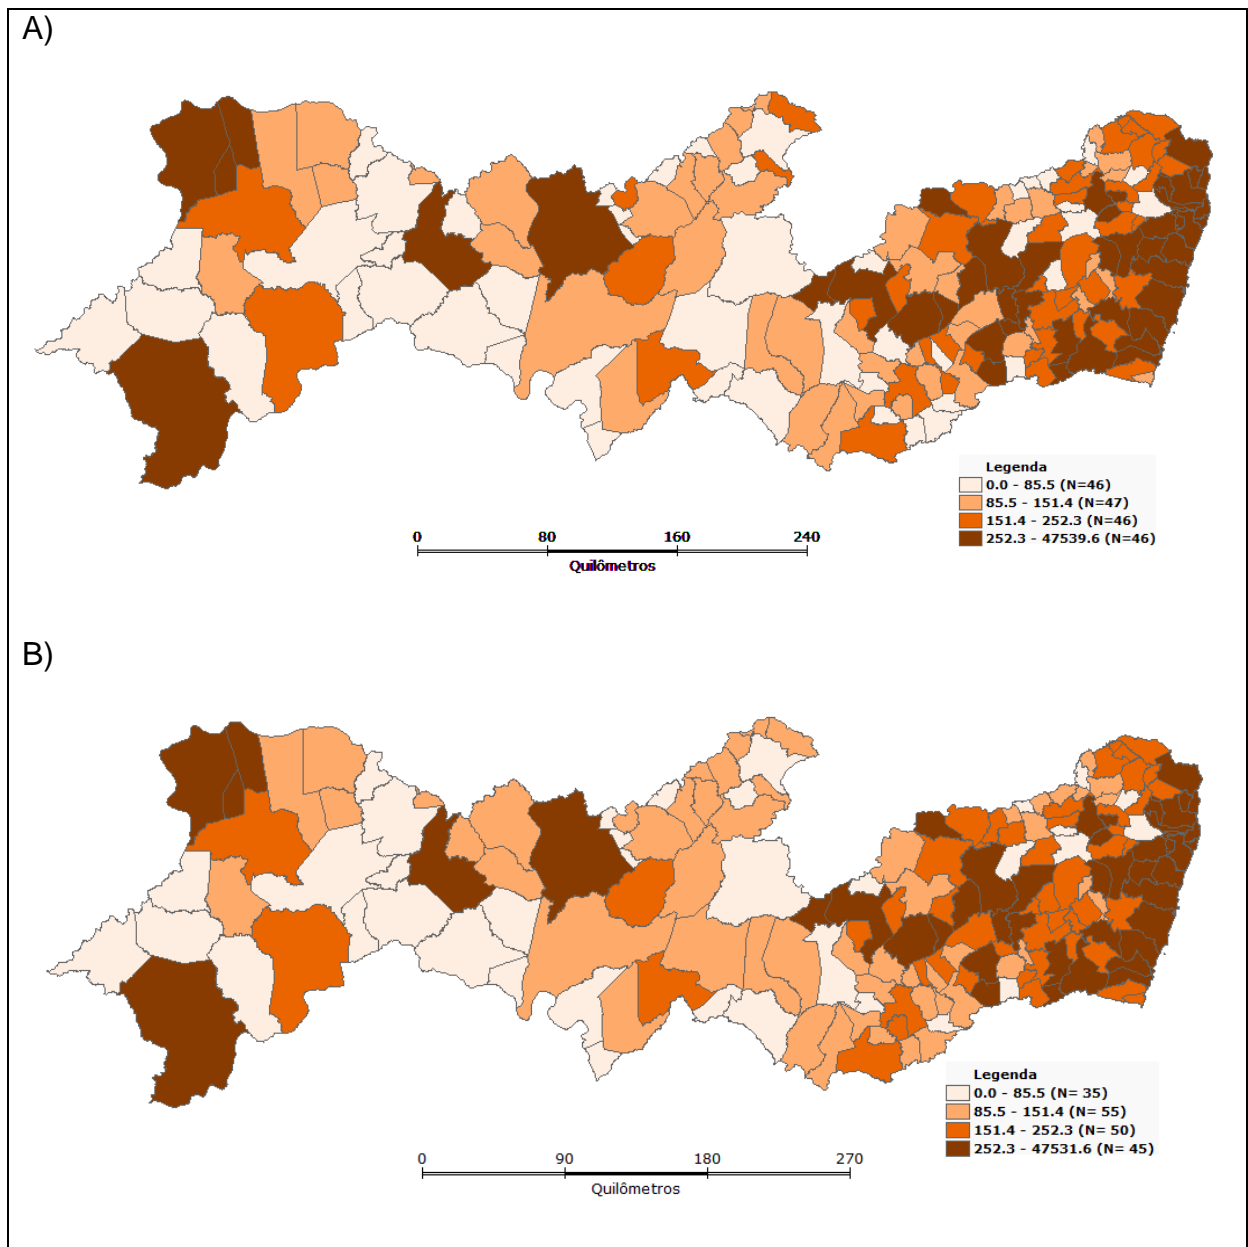 A)
Legenda
0.0 - 85.5 (N=46)
85.5 - 151.4 (N=47)
151.4 - 252.3 (N=46)
252.3 - 47539.6 (N=46)
0 80 160 240
Quilômetros
B)
Legenda
0.0 - 85.5 (N= 35)
85.5 - 151.4 (N= 55)
151.4 - 252.3 (N= 50)
252.3 - 47531.6 (N= 45)
0 90 180 270
Quilômetros